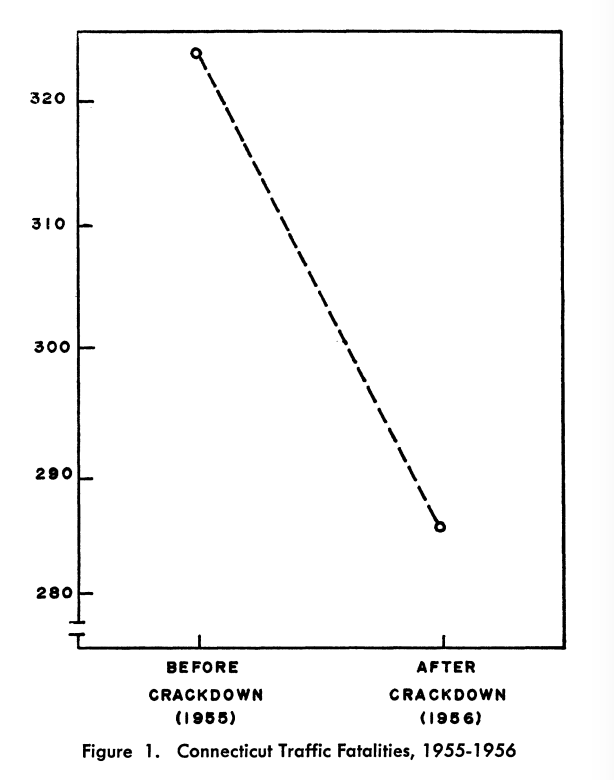 320
310
300
290
280
BEFORE
CRACKDOWN
(1955)
AFTER
CRACKDOWN
(1956)
Figure 1. Connecticut Traffic Fatalities, 1955-1956